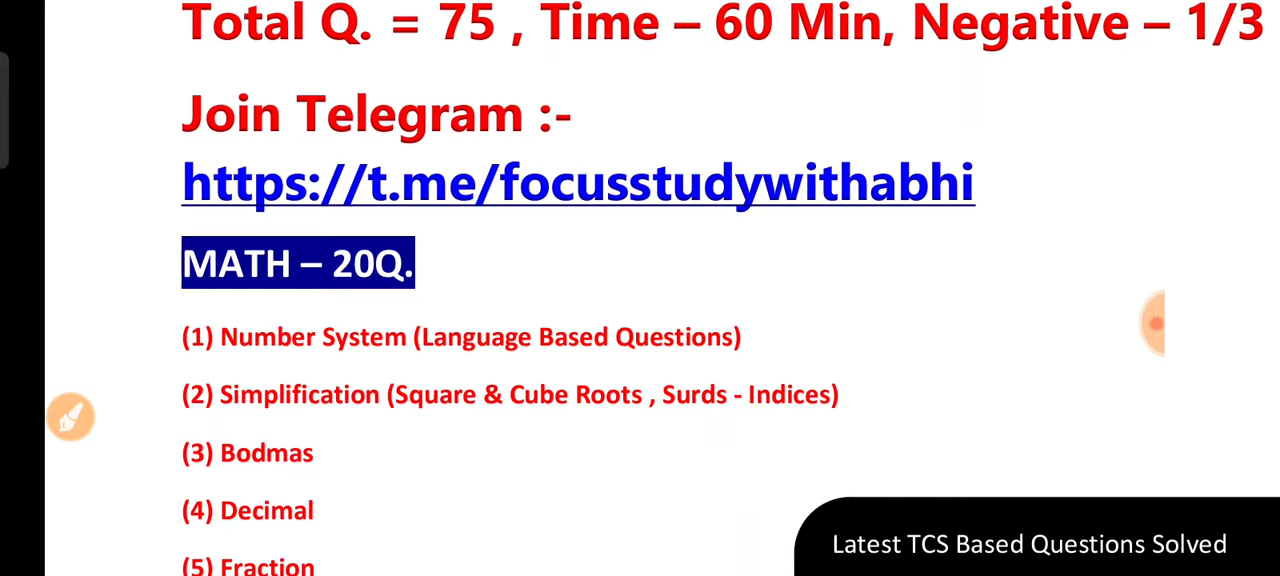 Total Q. = 75 , Time – 60 Min, Negative – 1/3
Join Telegram :-
https://t.me/focusstudywithabhi
MATH – 20Q.
(1) Number System (Language Based Questions)
(2) Simplification (Square & Cube Roots , Surds - Indices)
(3) Bodmas
(4) Decimal
(5) Fraction
Latest TCS Based Questions Solved